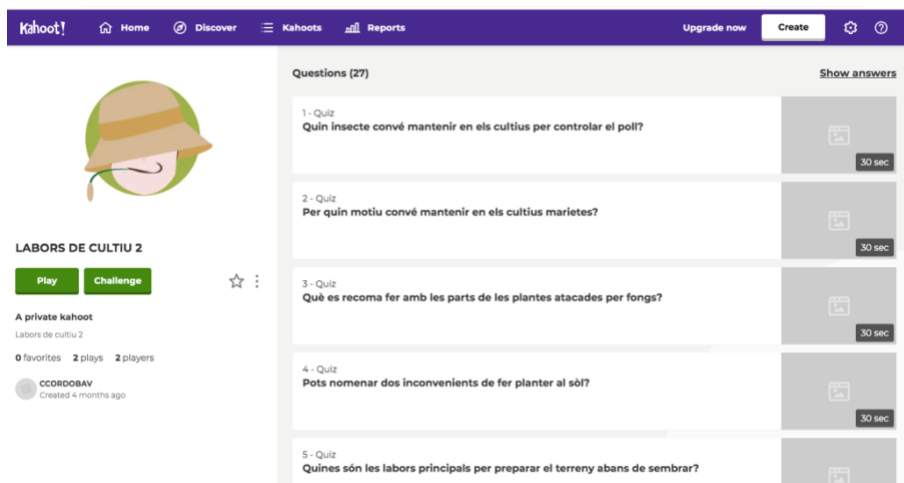 Kahoot! Home Discover Kahoots Reports Upgrade now Create
Questions (27) Show answers
1 - Quiz
Quin insecte convé mantenir en els cultius per controlar el poll?
30 sec
2 - Quiz
Per quin motiu convé mantenir en els cultius marietes?
30 sec
3 - Quiz
Què es recoma fer amb les parts de les plantes atacades per fongs?
30 sec
4 - Quiz
Pots nomenar dos inconvenients de fer planter al sòl?
30 sec
5 - Quiz
Quines són les labors principals per preparar el terreny abans de sembrar?
LABORS DE CULTIU 2
Play Challenge
A private kahoot
Labors de cultiu 2
0 favorites 2 plays 2 players
CCORDOBAV
Created 4 months ago